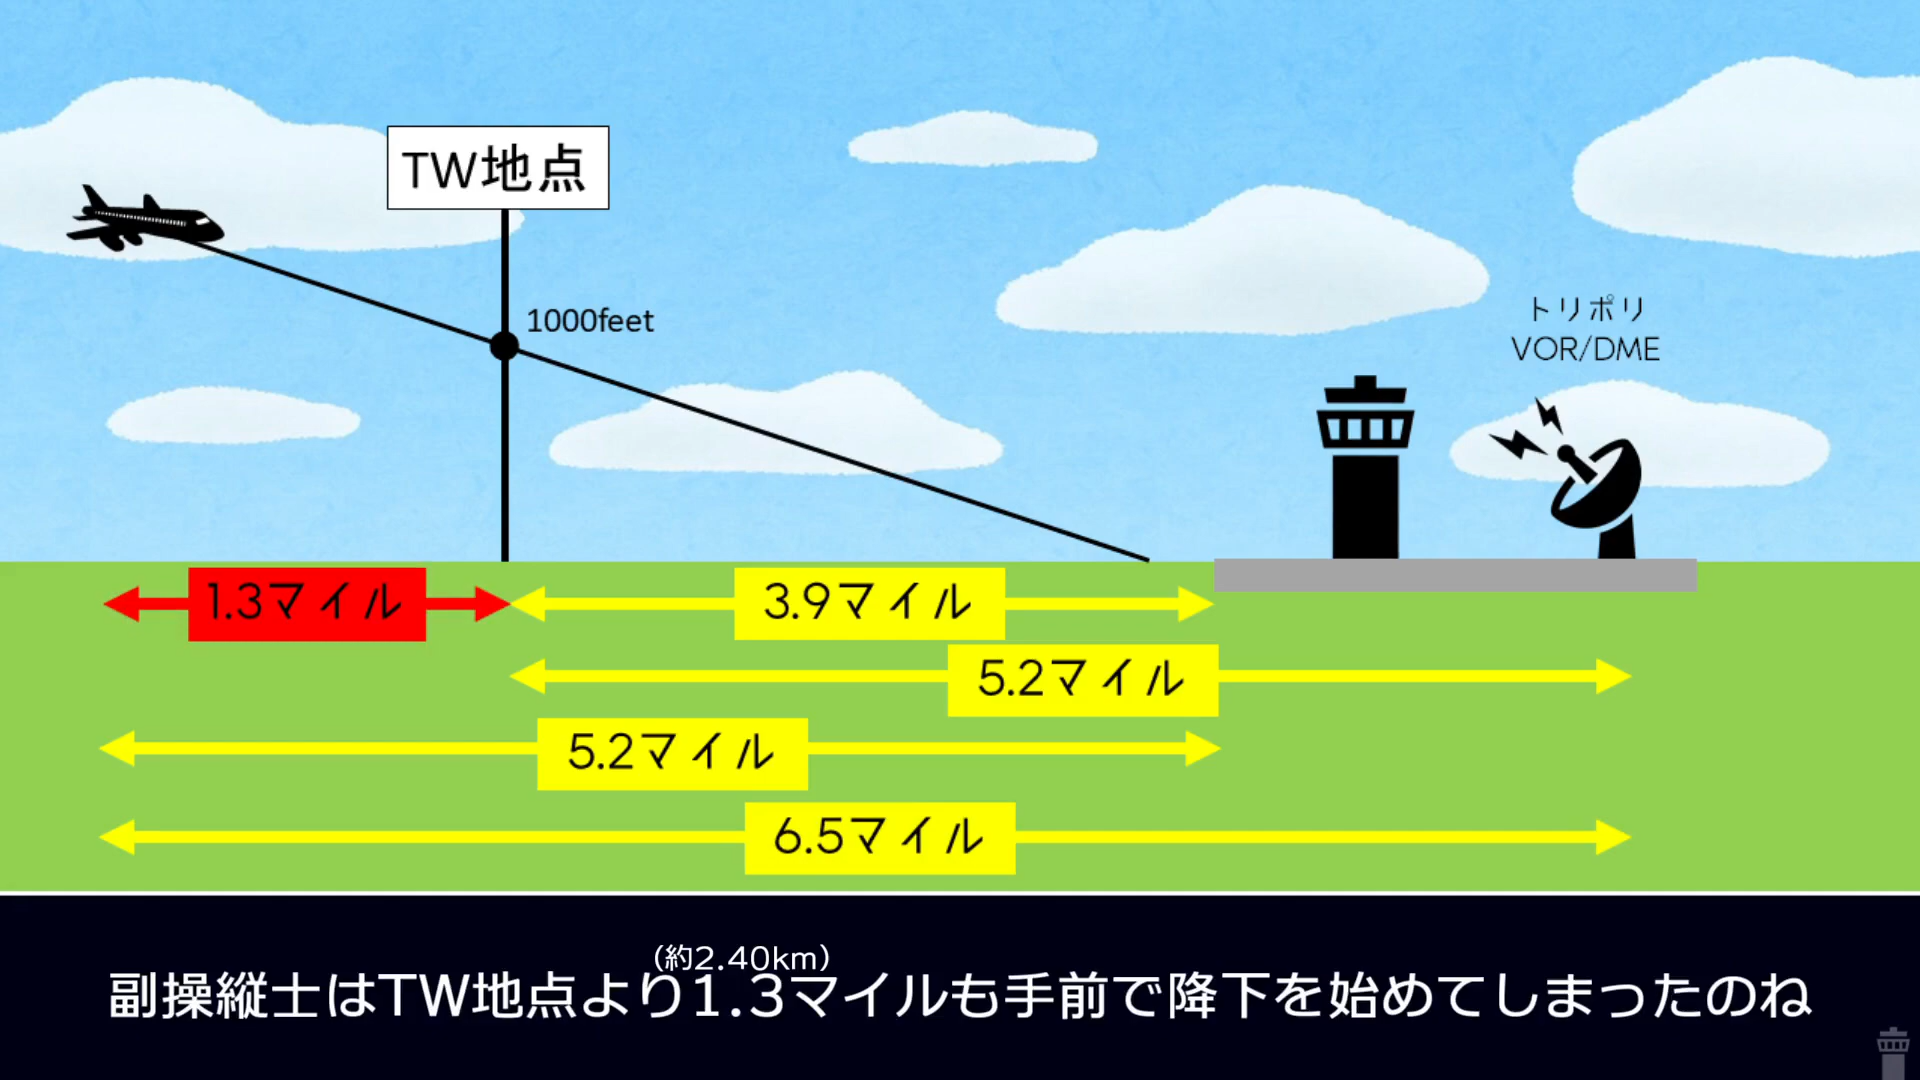 TW地点
1000feet
トリポリ
VOR/DME
1.3マイル
3.9マイル
5.2マイル
5.2マイル
6.5マイル
(約2.40km)
副操縦士はTW地点より1.3マイルも手前で降下を始めてしまったのね